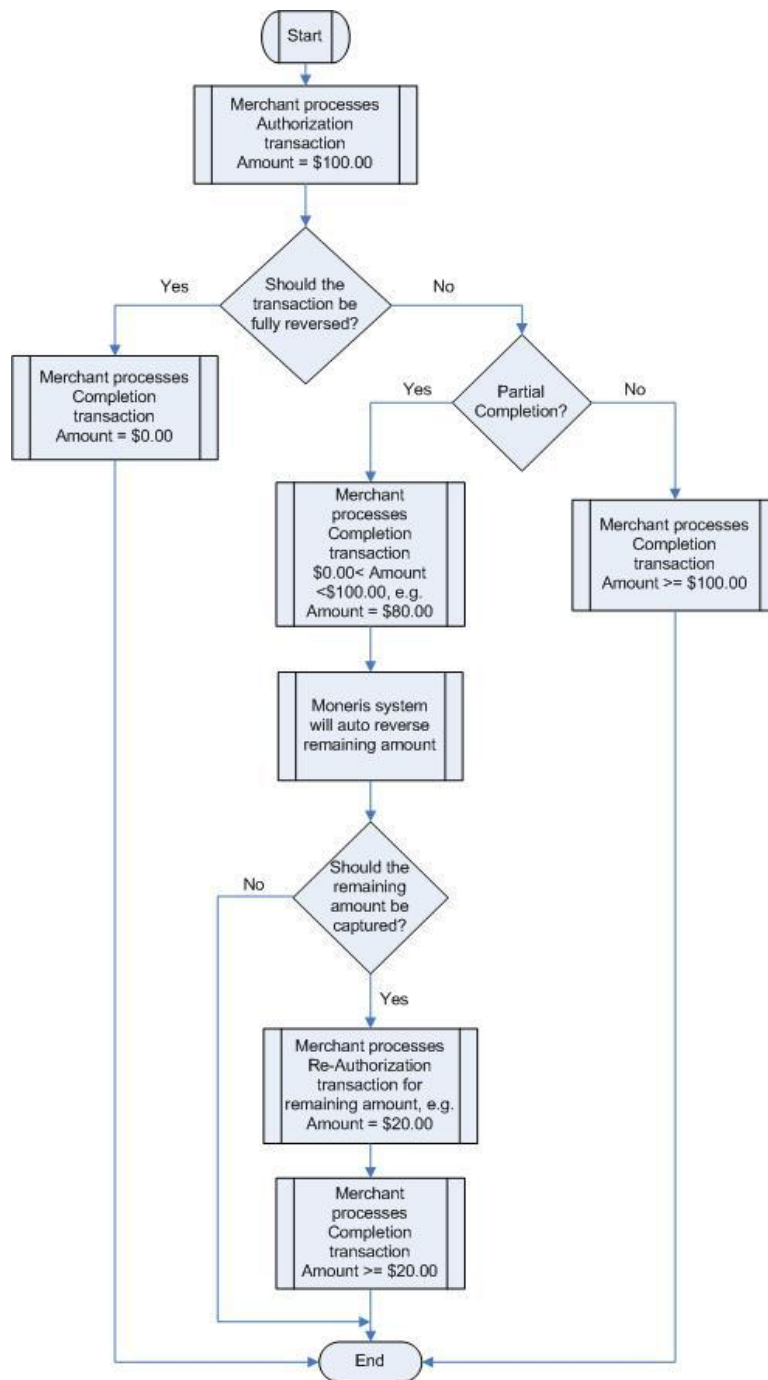 Start
Merchant processes
Authorization
transaction
Amount = $100.00
Should the
transaction be
fully reversed?
Yes
No
Merchant processes
Completion
transaction
Amount = $0.00
Partial
Completion?
Yes
No
Merchant
processes
Completion
transaction
$0.00< Amount
<$100.00, e.g.
Amount = $80.00
Merchant processes
Completion
transaction
Amount >= $100.00
Moneris system
will auto reverse
remaining amount
Should the
remaining
amount be
captured?
No
Yes
Merchant processes
Re-Authorization
transaction for
remaining amount, e.g.
Amount = $20.00
Merchant
processes
Completion
transaction
Amount >= $20.00
End